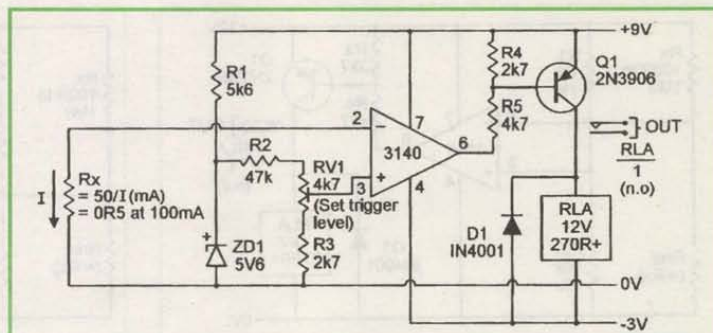 +9V
R1
5k6
R4
2k7
Q1
2N3906
2
7
R5
4k7
OUT
R2
47k
RV1
4k7
3140
6
RLA
1
(n.o)
I
Rx
= 50/I (mA)
= 0R5 at 100mA
3
4
(Set trigger
level)
RLA
12V
270R+
D1
IN4001
ZD1
5V6
R3
2k7
0V
-3V